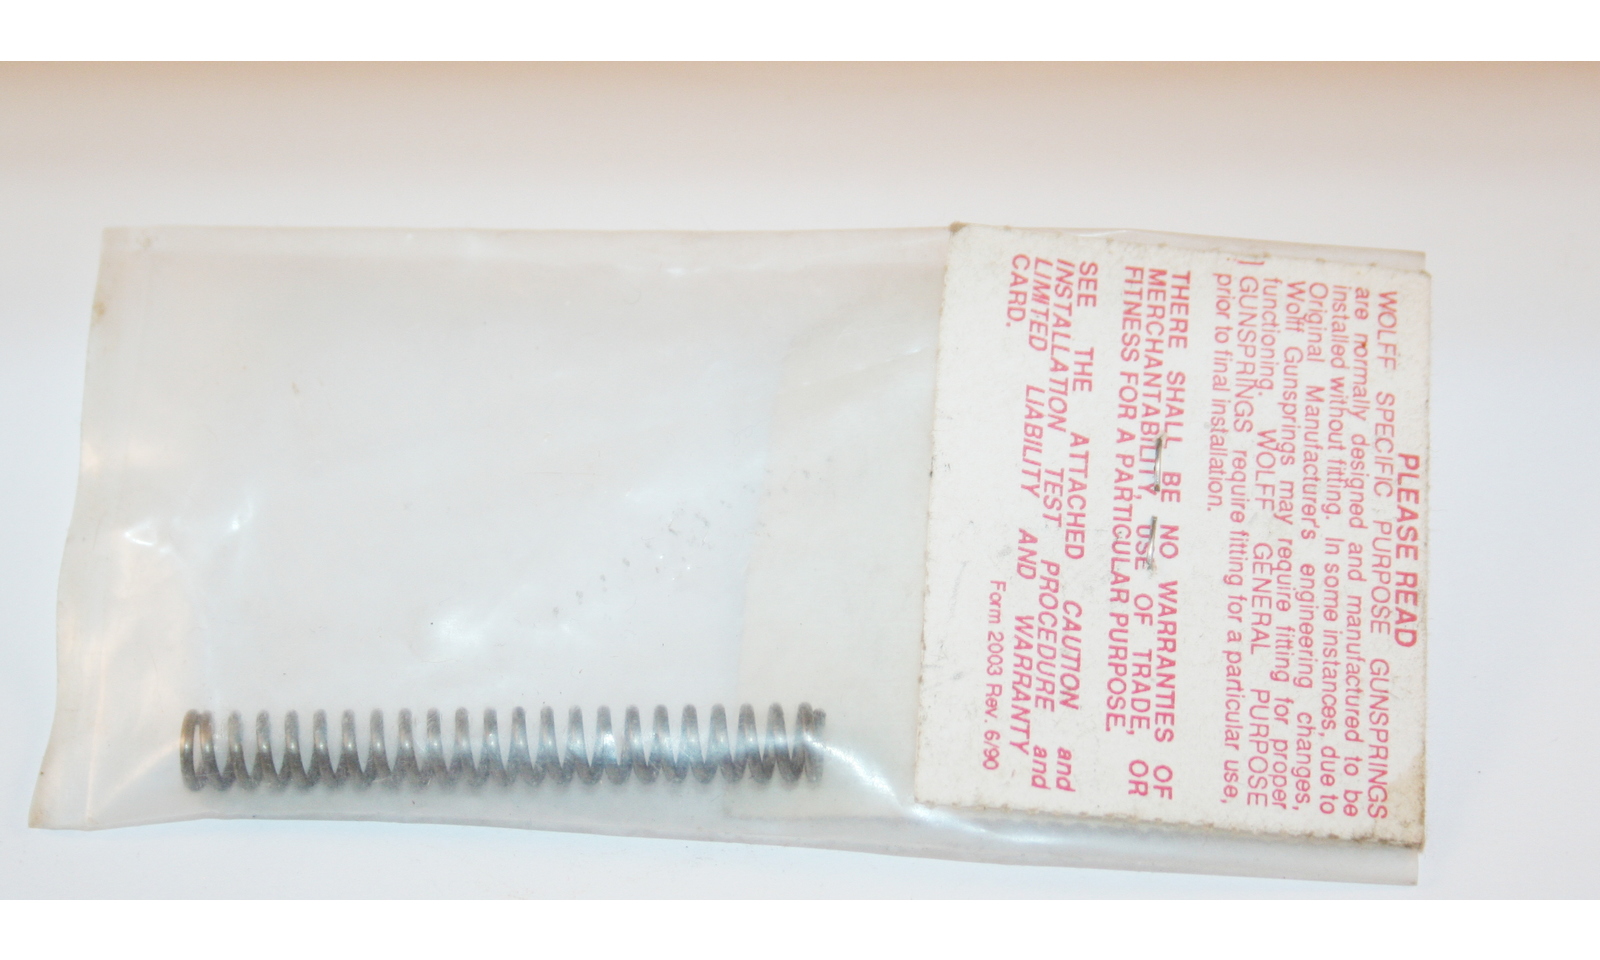 PLEASE READ
WOLFF SPECIFIC PURPOSE GUNSPRINGS
are normally designed and manufactured to be
installed without fitting. In some instances, due to
Original Manufacturer's engineering changes,
Wolff Gunsprings may require fitting for proper
functioning. WOLFF GENERAL PURPOSE
GUNSPRINGS require fitting for a particular use,
prior to final installation.
THERE SHALL BE NO WARRANTIES OF
MERCHANTABILITY, USE OF TRADE, OR
FITNESS FOR A PARTICULAR PURPOSE.
SEE THE ATTACHED CAUTION and
INSTALLATION TEST PROCEDURE and
LIMITED LIABILITY AND WARRANTY
CARD.
Form 2003 Rev. 6/90